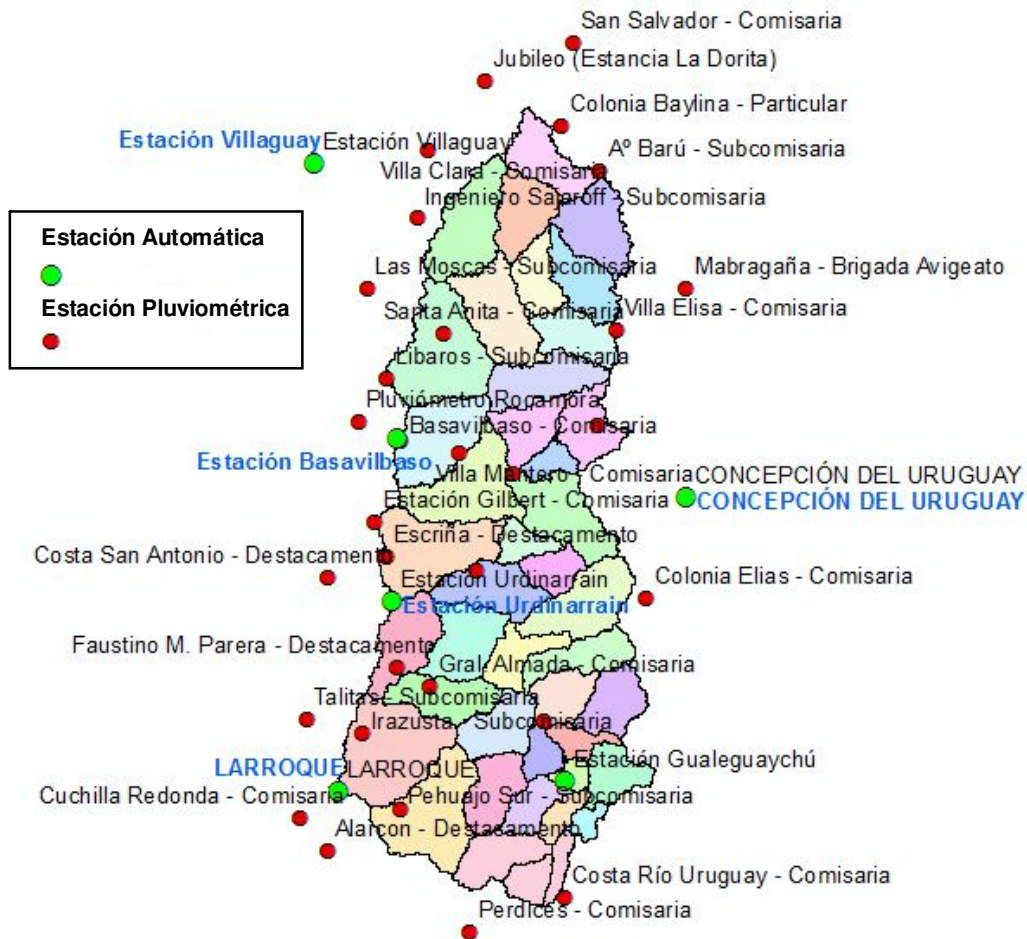 San Salvador - Comisaria
Jubileo (Estancia La Dorita)
Colonia Baylina - Particular
Estación Villaguay
Estación Villaguay
Aº Barú - Subcomisaria
Villa Clara - Comisaria
Ingeniero Sajaroff - Subcomisaria
Estación Automática
Estación Pluviométrica
Las Moscas - Subcomisaria
Mabragaña - Brigada Avigeato
Santa Anita - Comisaria
Villa Elisa - Comisaria
Libaros - Subcomisaria
Pluviómetro Rocamora
Basavilbaso - Comisaria
Estación Basavilbaso
Villa Mantero - Comisaria
CONCEPCIÓN DEL URUGUAY
Estación Gilbert - Comisaria
CONCEPCIÓN DEL URUGUAY
Escriña - Destacamento
Costa San Antonio - Destacamento
Estación Urdinarrain
Colonia Elias - Comisaria
Estación Urdinarrain
Faustino M. Parera - Destacamento
Gral. Almada - Comisaria
Talitas - Subcomisaria
Irazusta - Subcomisaria
Estación Gualeguaychú
LARROQUE
LARROQUE
Cuchilla Redonda - Comisaria
Pehuajo Sur - Subcomisaria
Alarcon - Destasamento
Costa Río Uruguay - Comisaria
Perdices - Comisaria